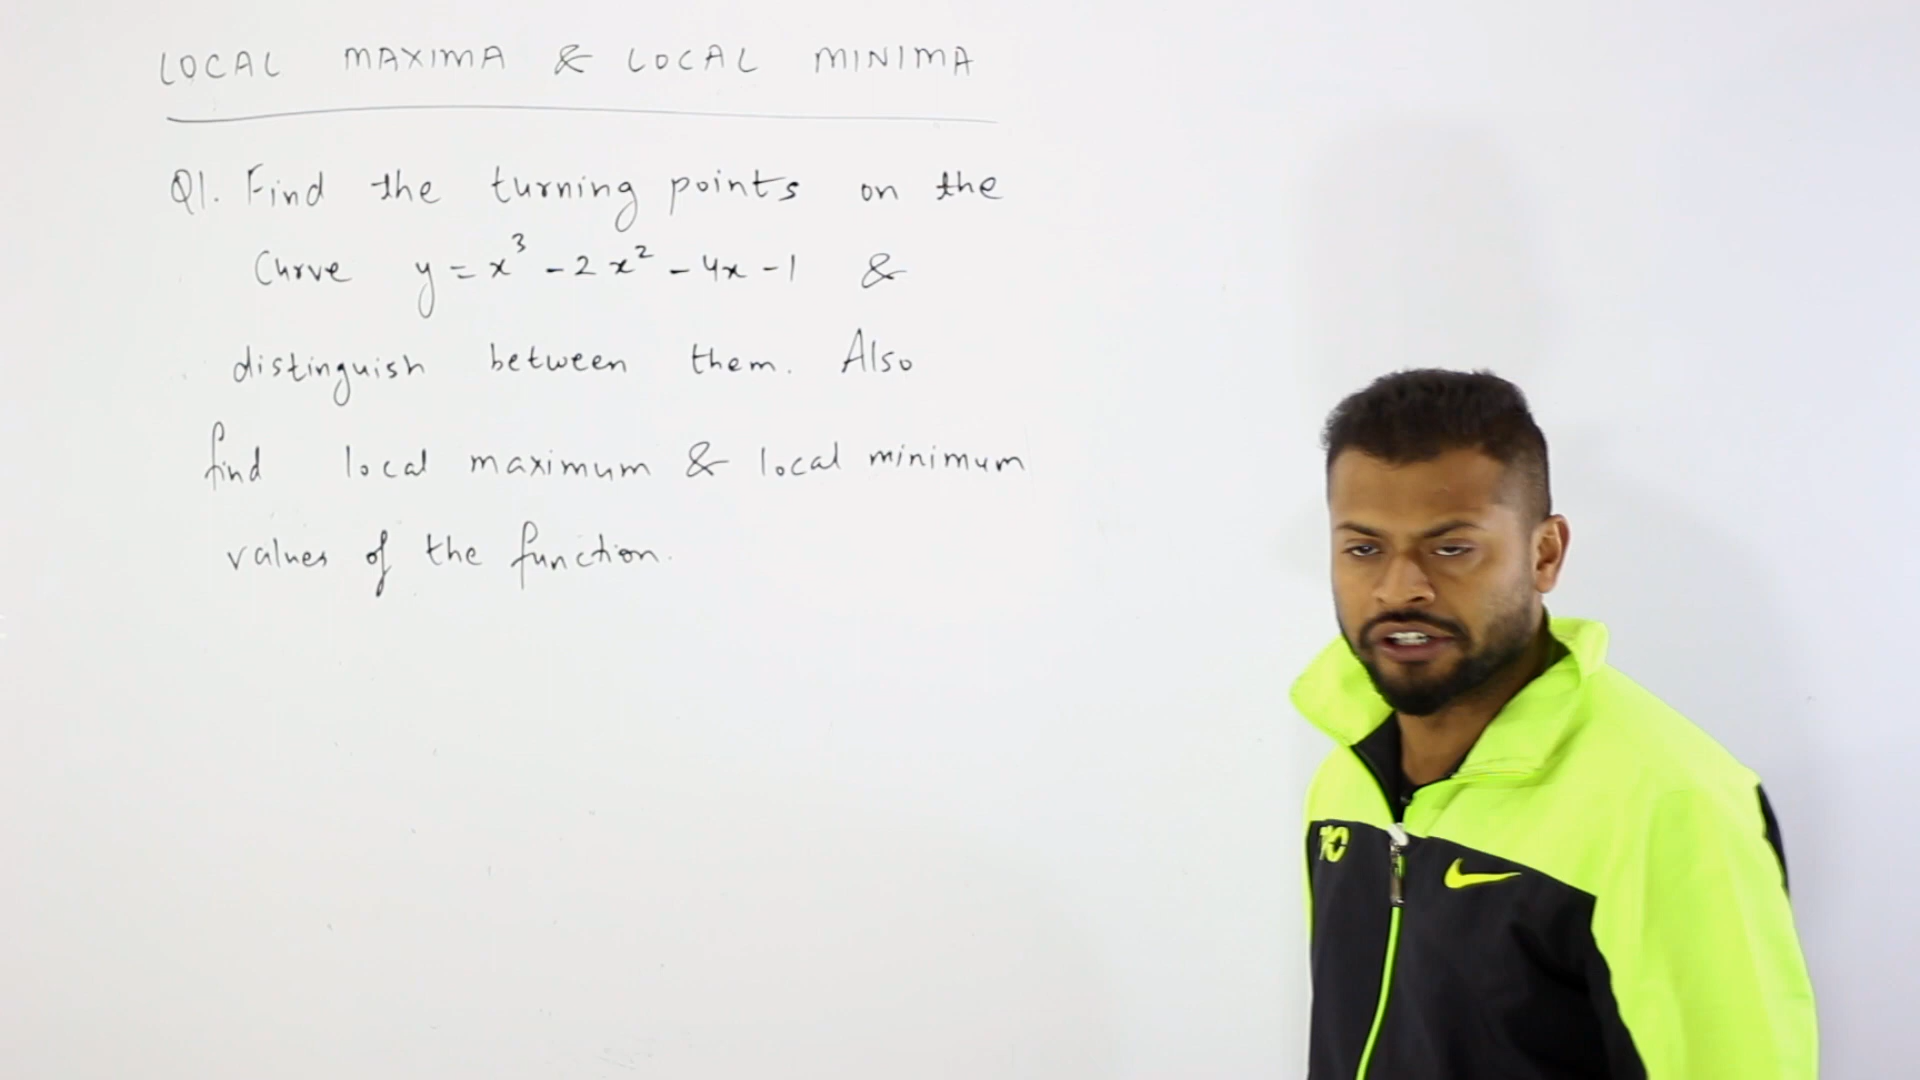 LOCAL MAXIMA & LOCAL MINIMA
Q1. Find the turning points on the
Curve y = x³ - 2x² - 4x - 1 &
distinguish between them. Also
find local maximum & local minimum
values of the function.